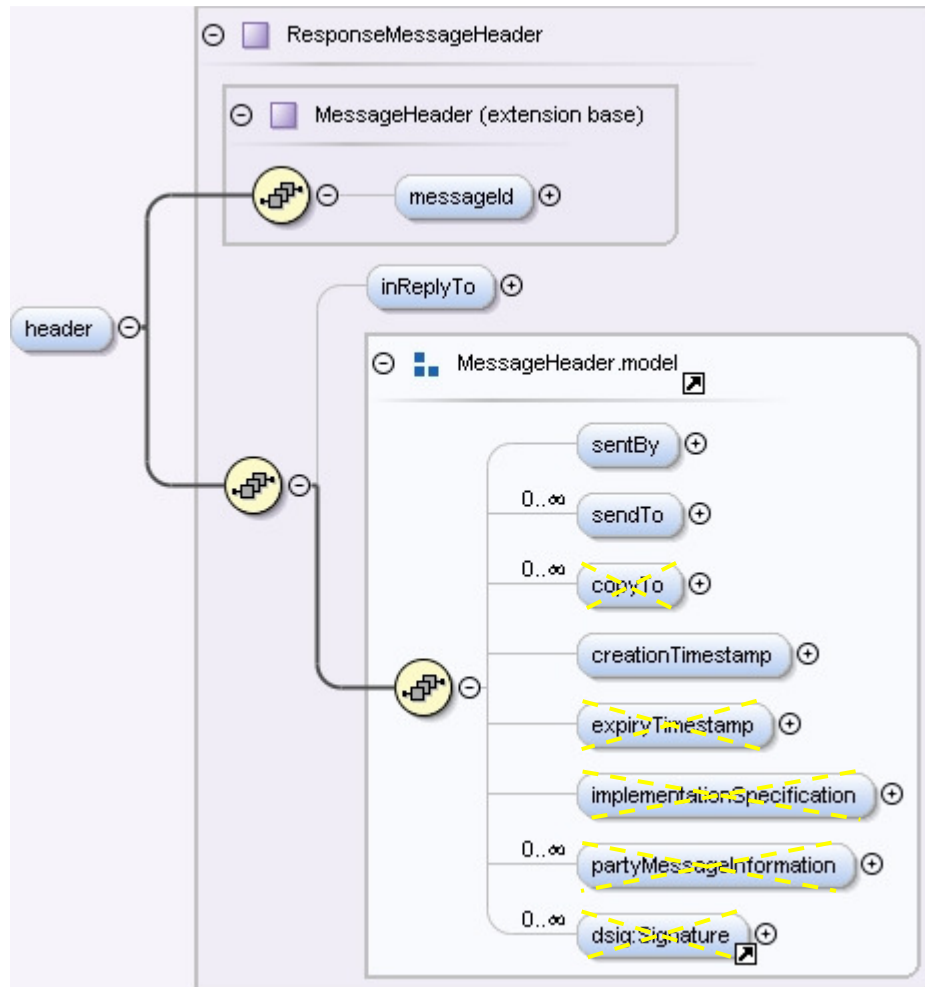 ResponseMessageHeader
MessageHeader (extension base)
messageId
inReplyTo
header
MessageHeader.model
sentBy
0..∞
sendTo
0..∞
copyTo
creationTimestamp
expiryTimestamp
implementationSpecification
0..∞
partyMessageInformation
0..∞
dsig:Signature